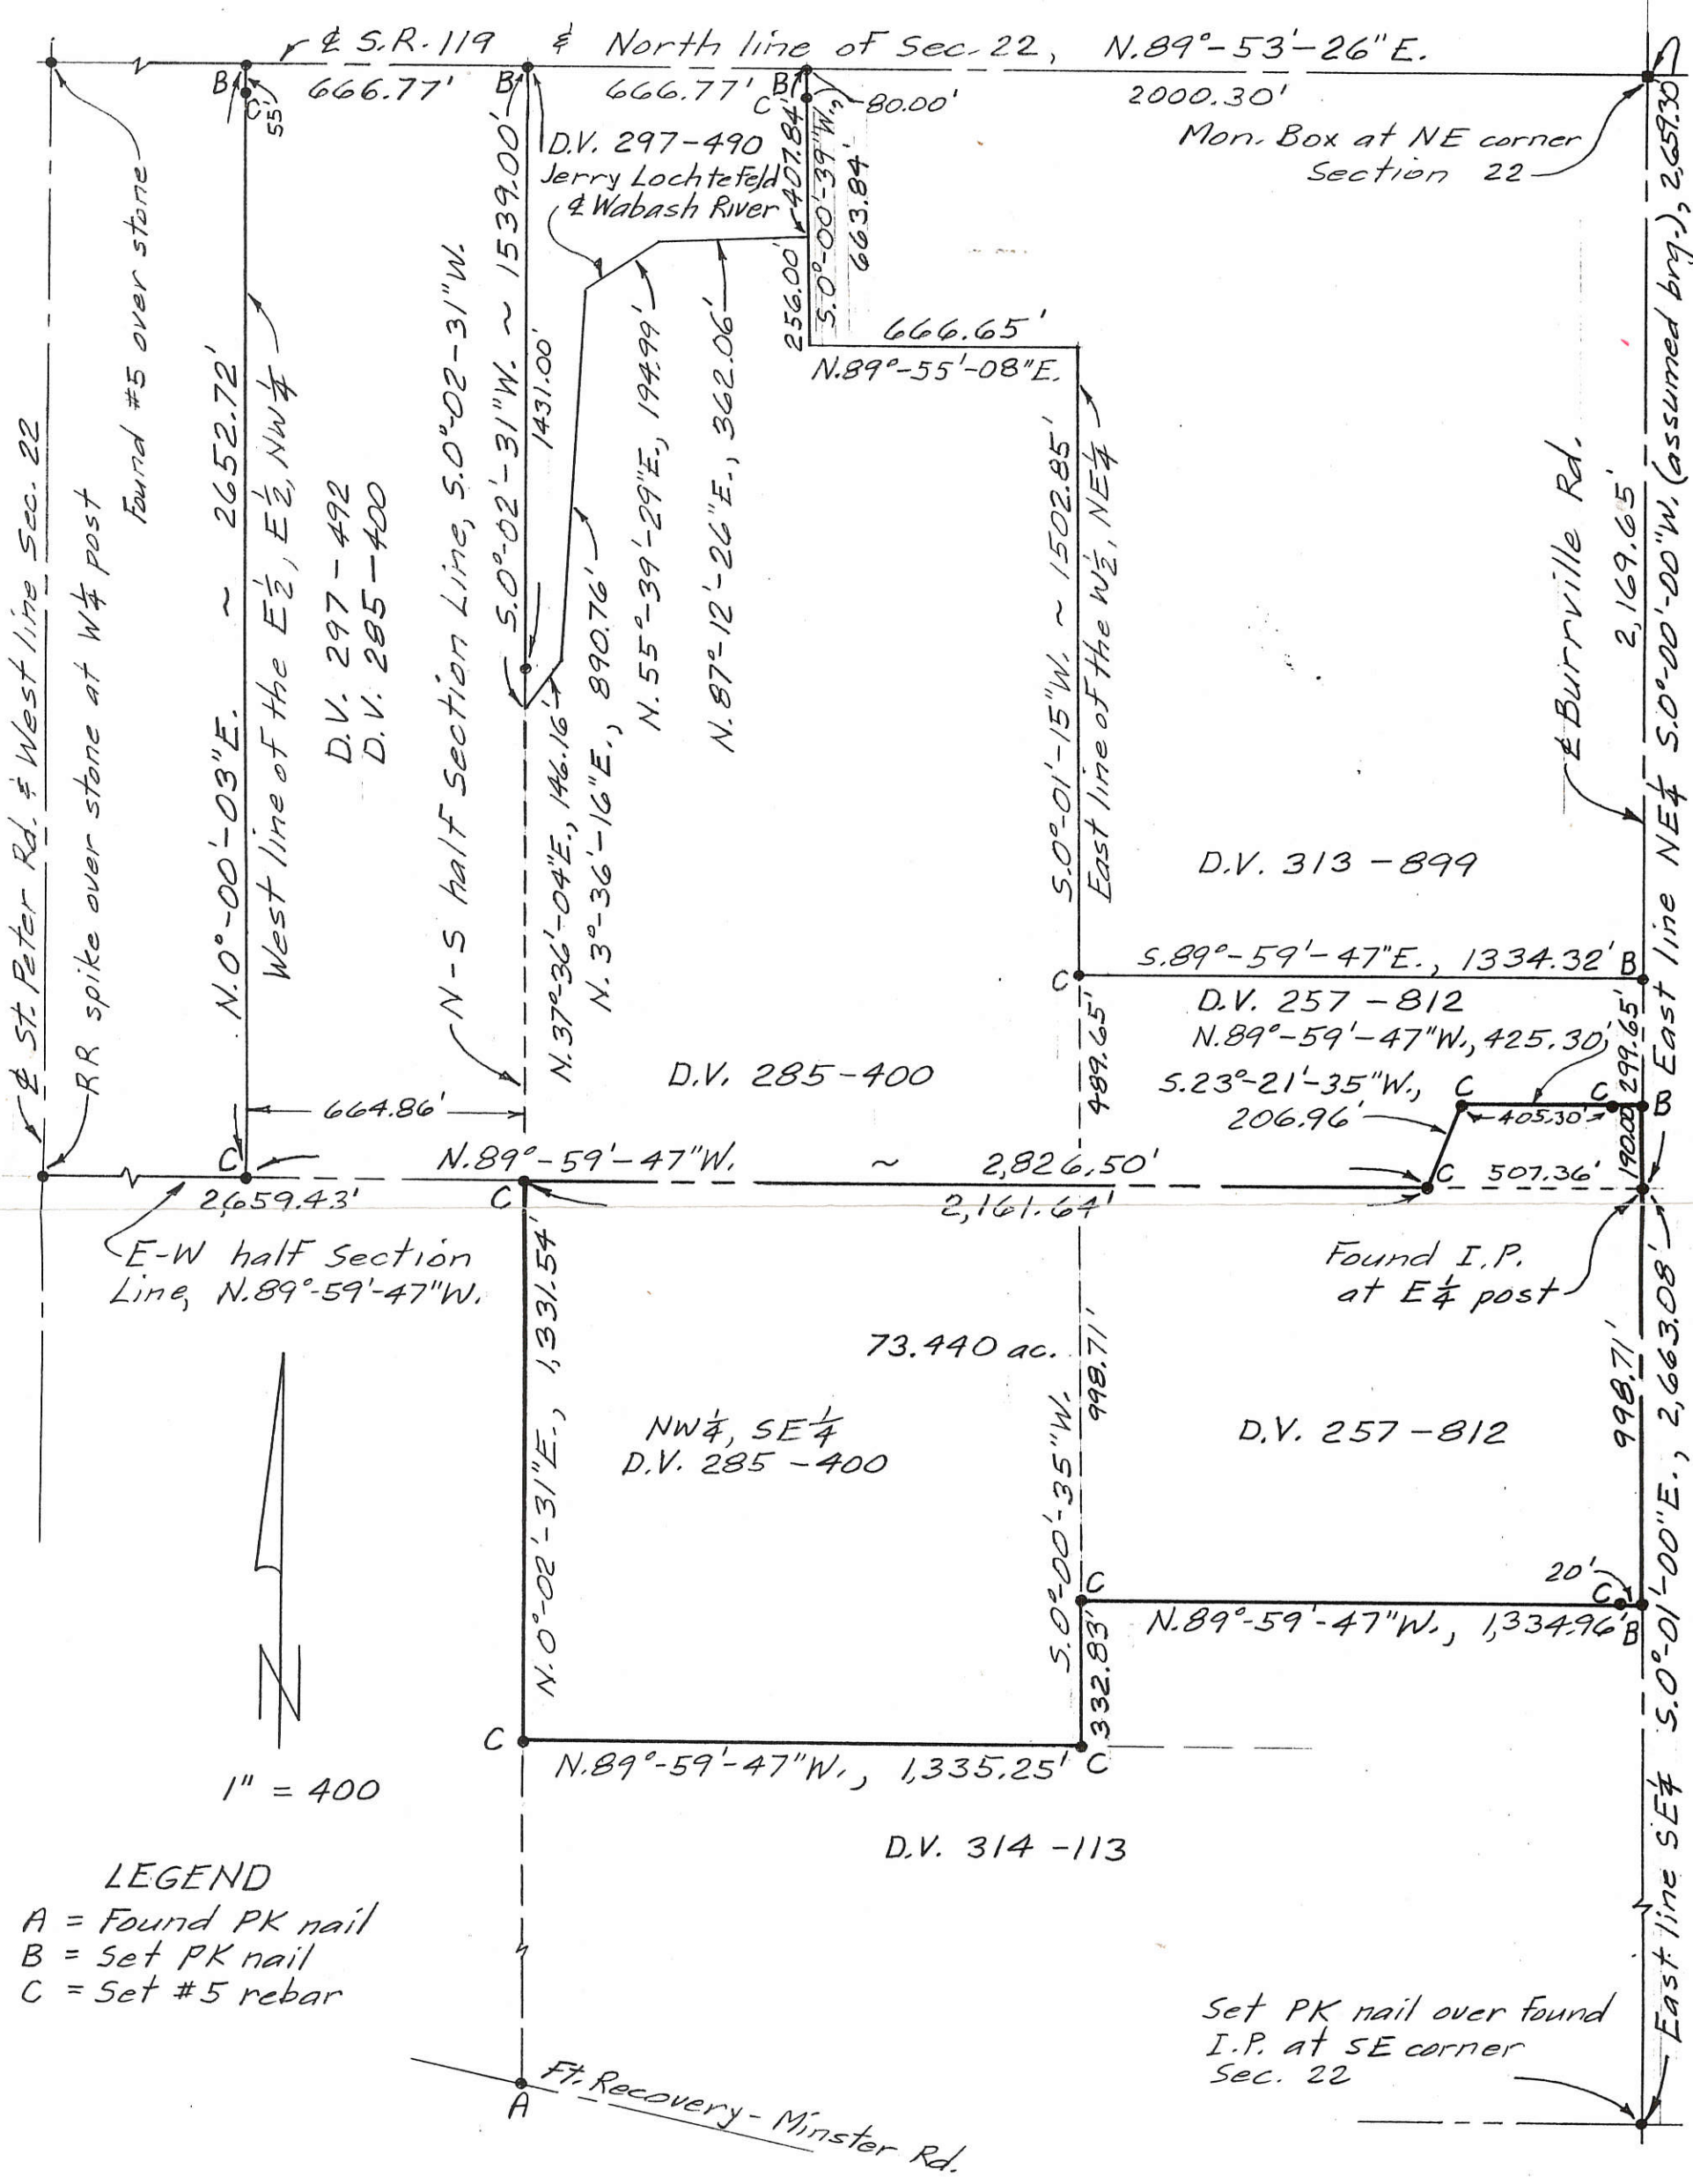 ℄ S.R. 119 & North line of Sec. 22, N.89°-53'-26"E.
B
666.77'
B
666.77'
B
80.00'
2000.30'
A
C
55'
C
Mon. Box at NE corner
Section 22
D.V. 297-490
Jerry Lochtefeld
℄ Wabash River
407.84'
S.0°-00'-39"W.,
663.84'
256.00'
666.65'
N.89°-55'-08"E.
Found #5 over stone
℄ St. Peter Rd. & West line Sec. 22
RR spike over stone at W¼ post
N.0°-00'-03"E. ~ 2652.72'
West line of the E½, E½, NW¼
D.V. 297-492
D.V. 285-400
N-S half Section Line, S.0°-02-31"W.
S.0°-02'-31"W. ~ 1539.00'
1431.00'
N.37°-36'-04"E., 146.16'
N.3°-36'-16"E., 890.76'
N.55°-39'-29"E., 194.99'
N.87°-12'-26"E., 362.06'
S.0°-01'-15"W. ~ 1502.85'
East line of the W½, NE¼
℄ Burrville Rd.
2,169.65'
East line NE¼ S.0°-00'-00"W. (assumed brg.), 2,659.30'
D.V. 313-899
S.89°-59'-47"E., 1334.32'
B
C
D.V. 257-812
N.89°-59'-47"W., 425.30'
299.65'
S.23°-21'-35"W.,
206.96'
C
C
B
405.30'
190.00'
489.65'
D.V. 285-400
664.86'
C
N.89°-59'-47"W. ~ 2,826.50'
C
507.36'
2,659.43'
C
2,161.64'
E-W half Section
Line, N.89°-59'-47"W.
Found I.P.
at E¼ post
N.0°-02'-31"E., 1,331.54'
73.440 ac.
998.71'
S.0°-00'-35"W.
NW¼, SE¼
D.V. 285-400
D.V. 257-812
998.71'
East line SE¼ S.0°-01'-00"E., 2,663.08'
C
20'
C
N.89°-59'-47"W., 1,334.96'
B
332.83'
C
N.89°-59'-47"W., 1,335.25'
C
N
1" = 400
D.V. 314-113
LEGEND
A = Found PK nail
B = Set PK nail
C = Set #5 rebar
Set PK nail over found
I.P. at SE corner
Sec. 22
A
Ft. Recovery-Minster Rd.